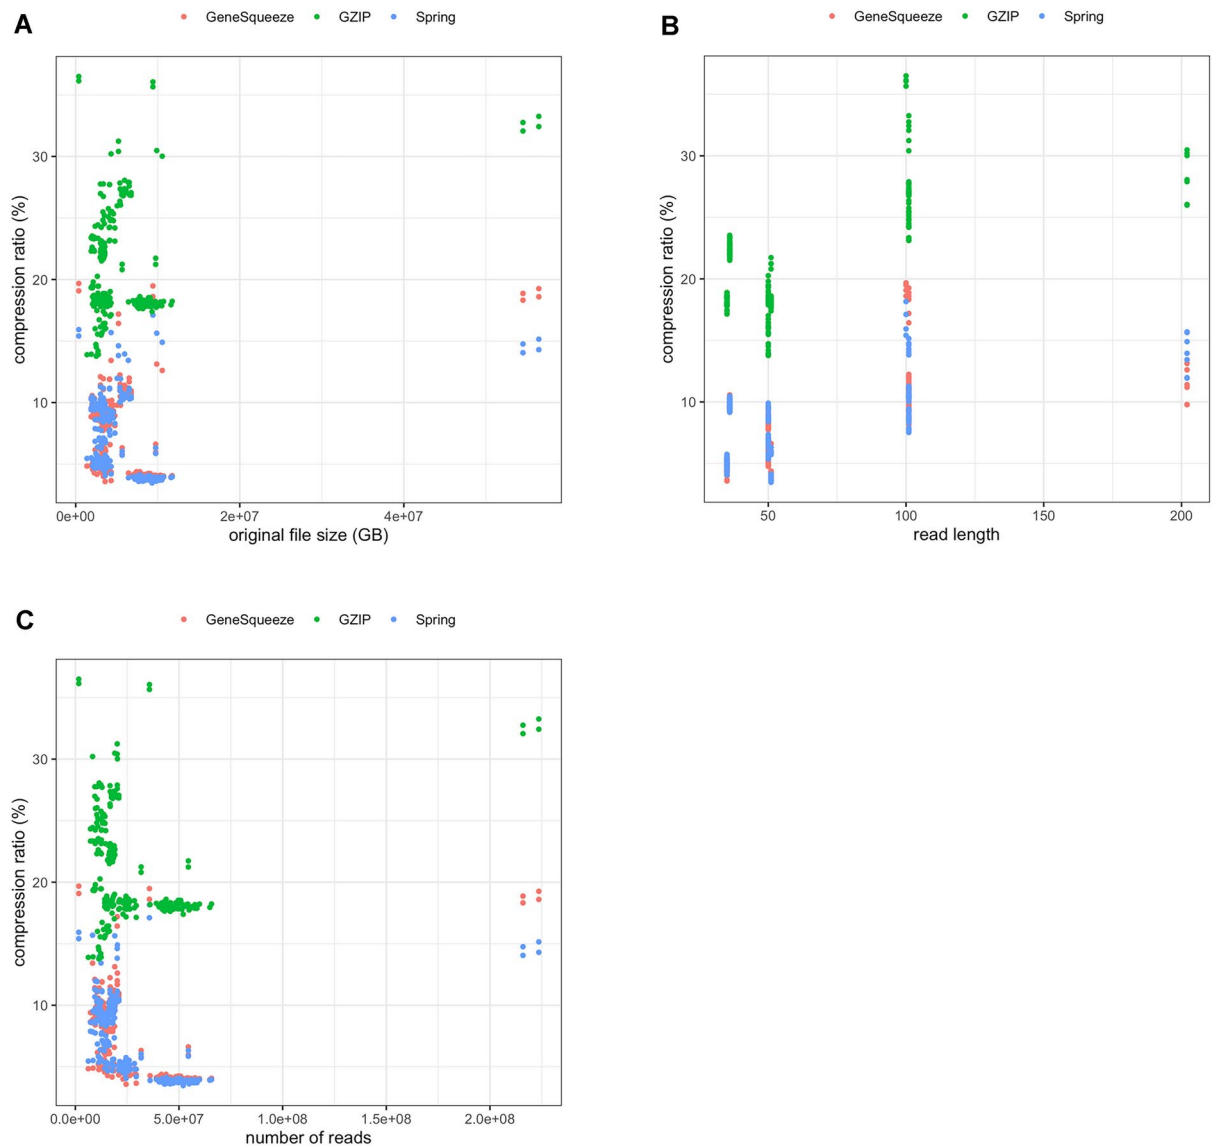 A
GeneSqueeze GZIP Spring
compression ratio (%)
30
20
10
0e+00 2e+07 4e+07
original file size (GB)
B
GeneSqueeze GZIP Spring
compression ratio (%)
30
20
10
50 100 150 200
read length
C
GeneSqueeze GZIP Spring
compression ratio (%)
30
20
10
0.0e+00 5.0e+07 1.0e+08 1.5e+08 2.0e+08
number of reads